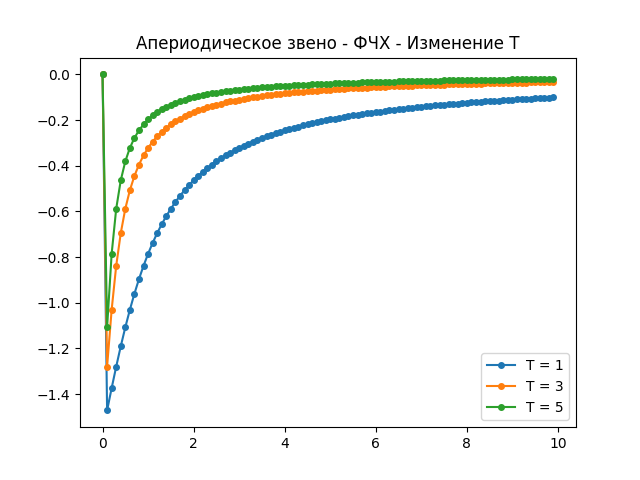 Апериодическое звено - ФЧХ - Изменение T
0.0
−0.2
−0.4
−0.6
−0.8
−1.0
−1.2
−1.4
0 2 4 6 8 10
T = 1
T = 3
T = 5